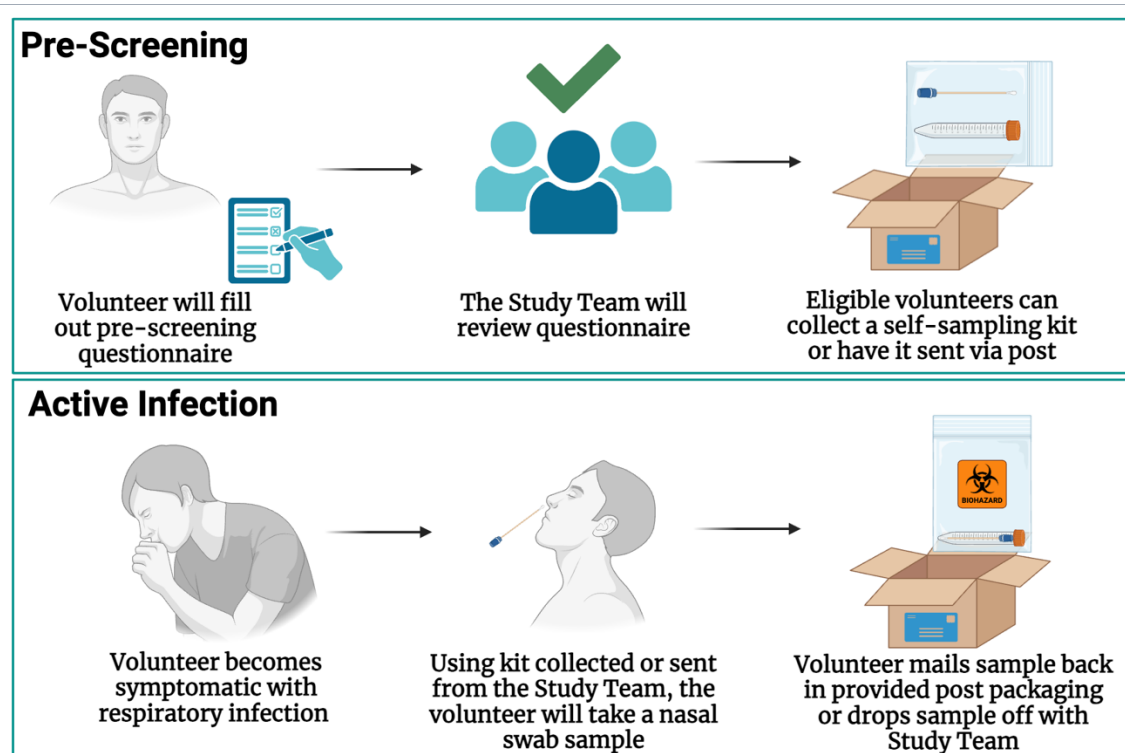 Pre-Screening
Volunteer will fill
out pre-screening
questionnaire
The Study Team will
review questionnaire
Eligible volunteers can
collect a self-sampling kit
or have it sent via post
Active Infection
BIOHAZARD
Volunteer becomes
symptomatic with
respiratory infection
Using kit collected or sent
from the Study Team, the
volunteer will take a nasal
swab sample
Volunteer mails sample back
in provided post packaging
or drops sample off with
Study Team